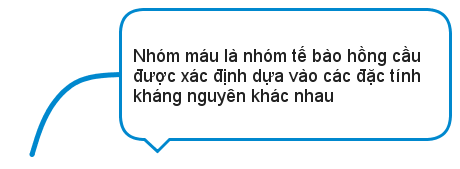 Nhóm máu là nhóm tế bào hồng cầu
được xác định dựa vào các đặc tính
kháng nguyên khác nhau